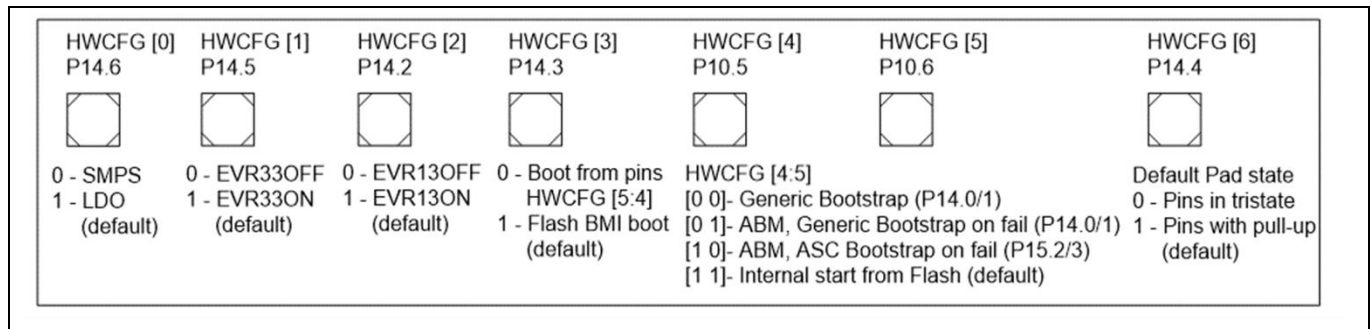 HWCFG [0] HWCFG [1] HWCFG [2] HWCFG [3] HWCFG [4] HWCFG [5] HWCFG [6]
P14.6 P14.5 P14.2 P14.3 P10.5 P10.6 P14.4
0 - SMPS 0 - EVR33OFF 0 - EVR13OFF 0 - Boot from pins HWCFG [4:5] Default Pad state
1 - LDO 1 - EVR33ON 1 - EVR13ON HWCFG [5:4] [0 0]- Generic Bootstrap (P14.0/1) 0 - Pins in tristate
(default) (default) (default) 1 - Flash BMI boot [0 1]- ABM, Generic Bootstrap on fail (P14.0/1) 1 - Pins with pull-up
(default) [1 0]- ABM, ASC Bootstrap on fail (P15.2/3) (default)
[1 1]- Internal start from Flash (default)